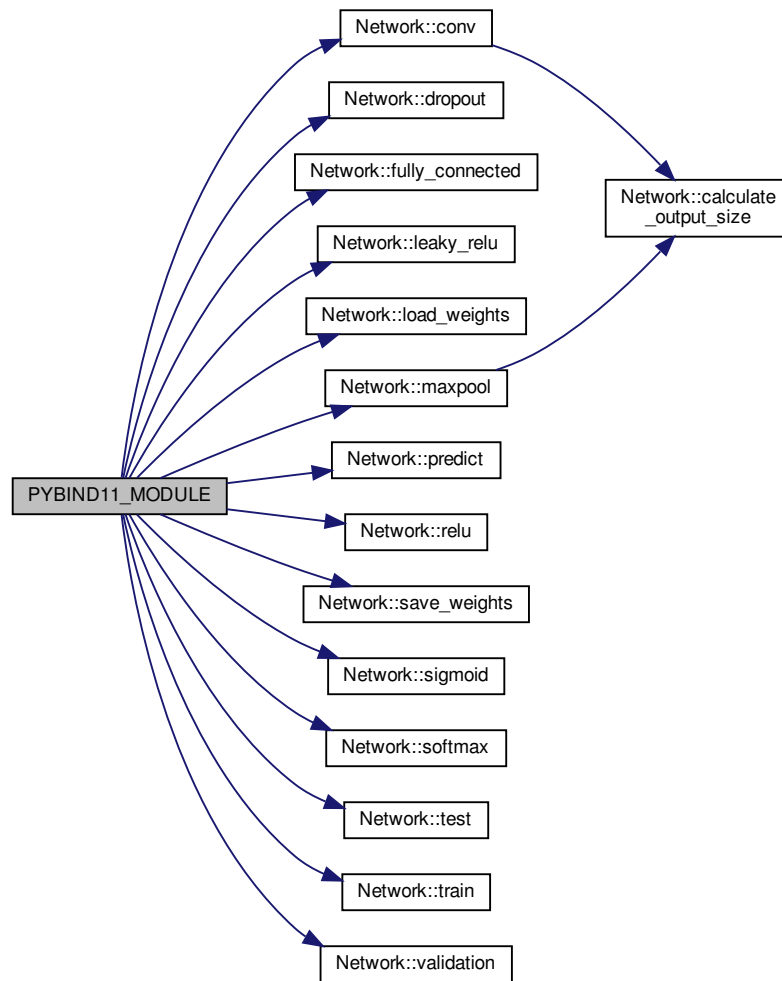 Network::conv
Network::dropout
Network::fully_connected
Network::leaky_relu
Network::calculate
_output_size
Network::load_weights
Network::maxpool
Network::predict
PYBIND11_MODULE
Network::relu
Network::save_weights
Network::sigmoid
Network::softmax
Network::test
Network::train
Network::validation